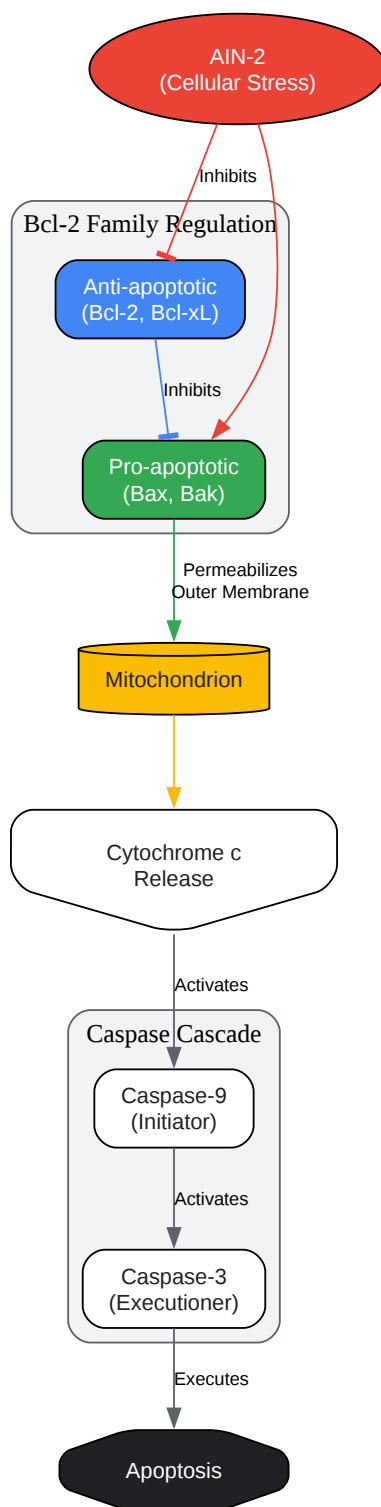 AIN-2
(Cellular Stress)
Inhibits
Bcl-2 Family Regulation
Anti-apoptotic
(Bcl-2, Bcl-xL)
Inhibits
Pro-apoptotic
(Bax, Bak)
Permeabilizes
Outer Membrane
Mitochondrion
Cytochrome c
Release
Activates
Caspase Cascade
Caspase-9
(Initiator)
Activates
Caspase-3
(Executioner)
Executes
Apoptosis